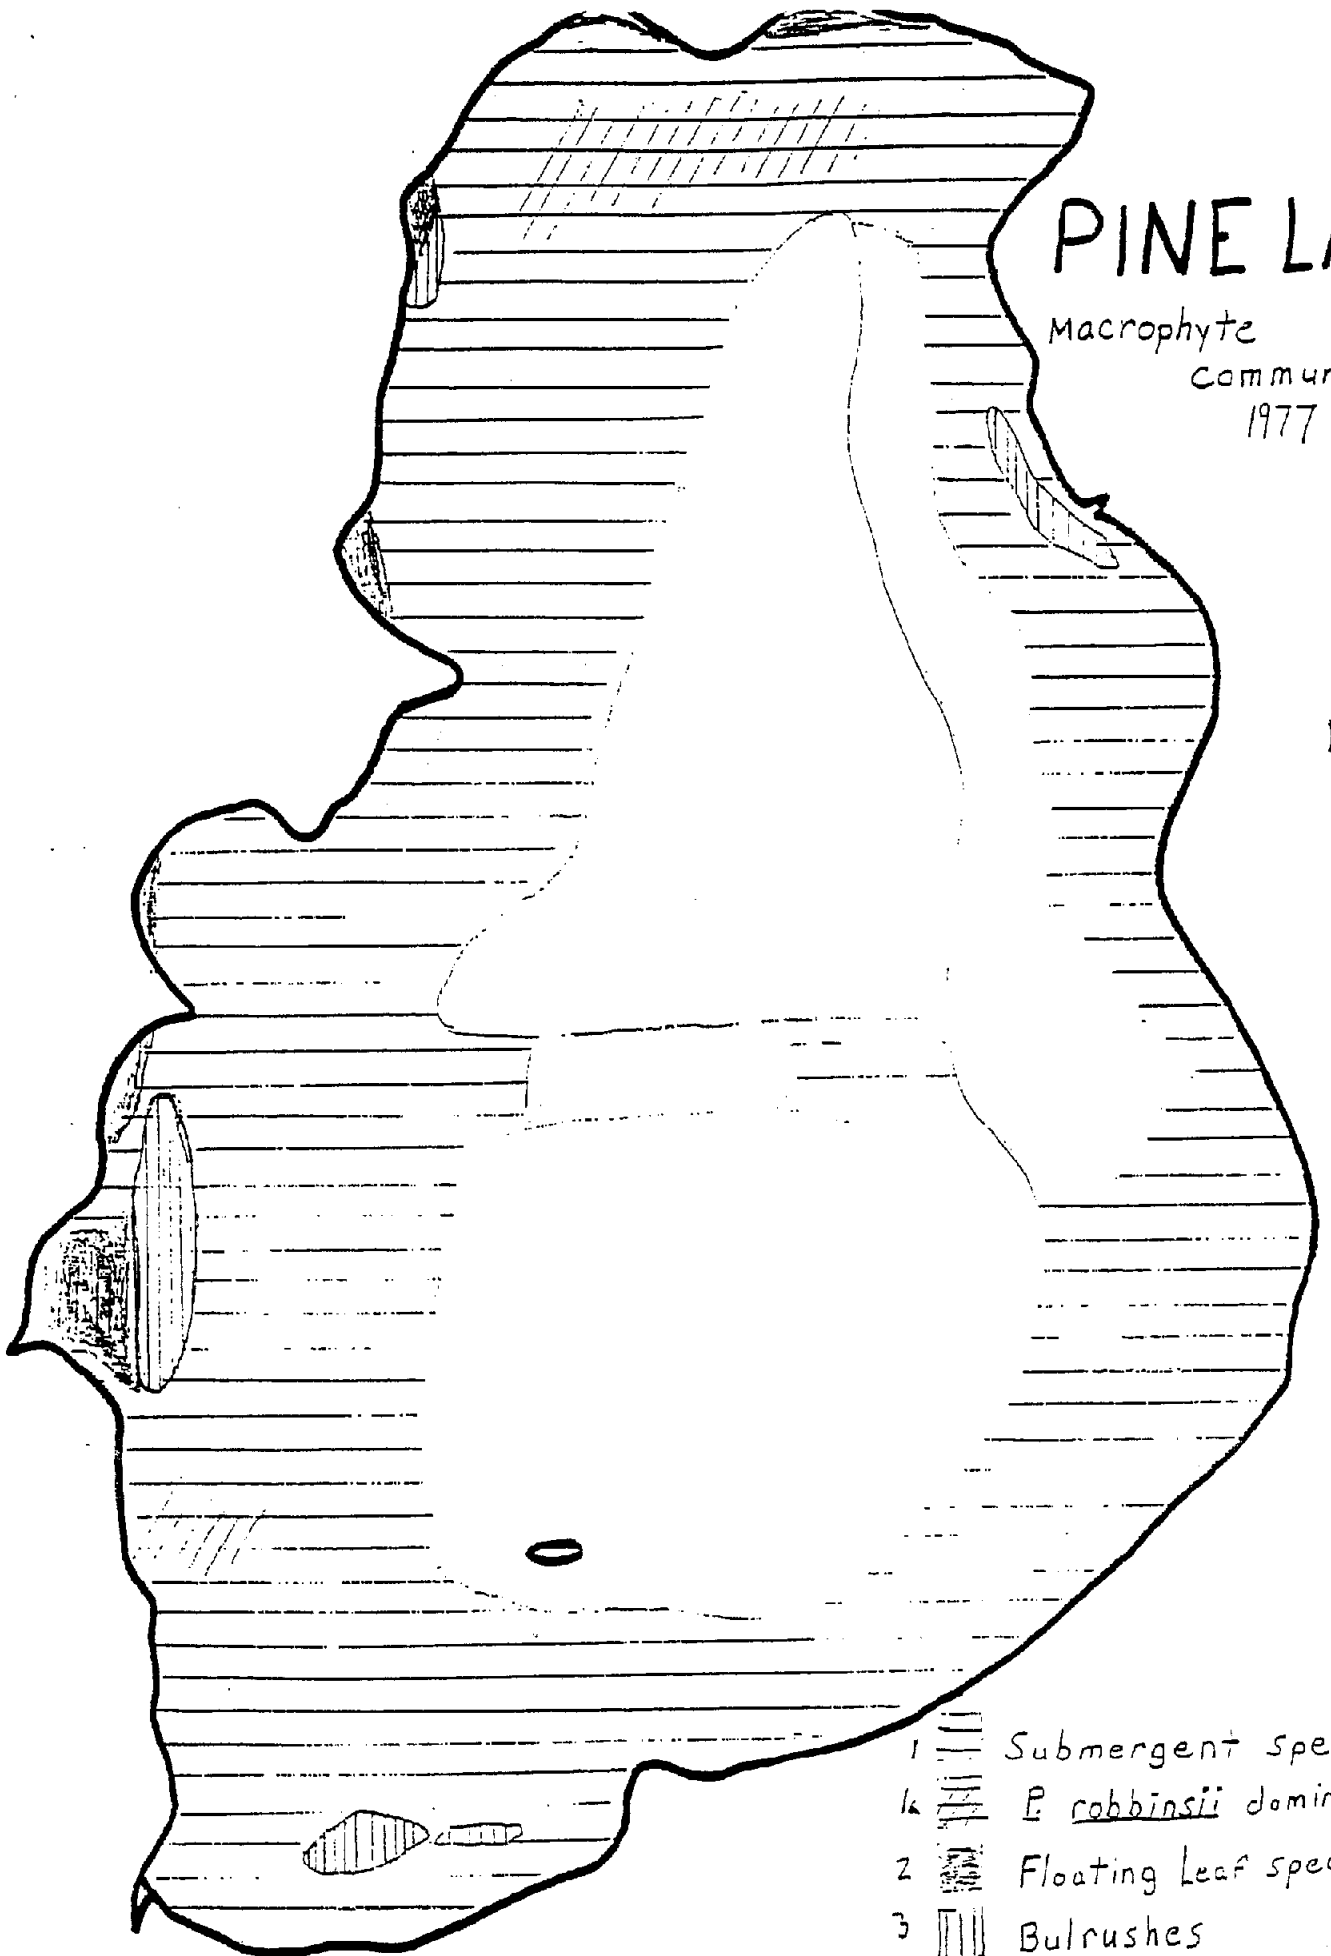 PINE LA
Macrophyte
Commun
1977
1 Submergent spe
1a P. robbinsii domin
2 Floating Leaf spec
3 Bulrushes